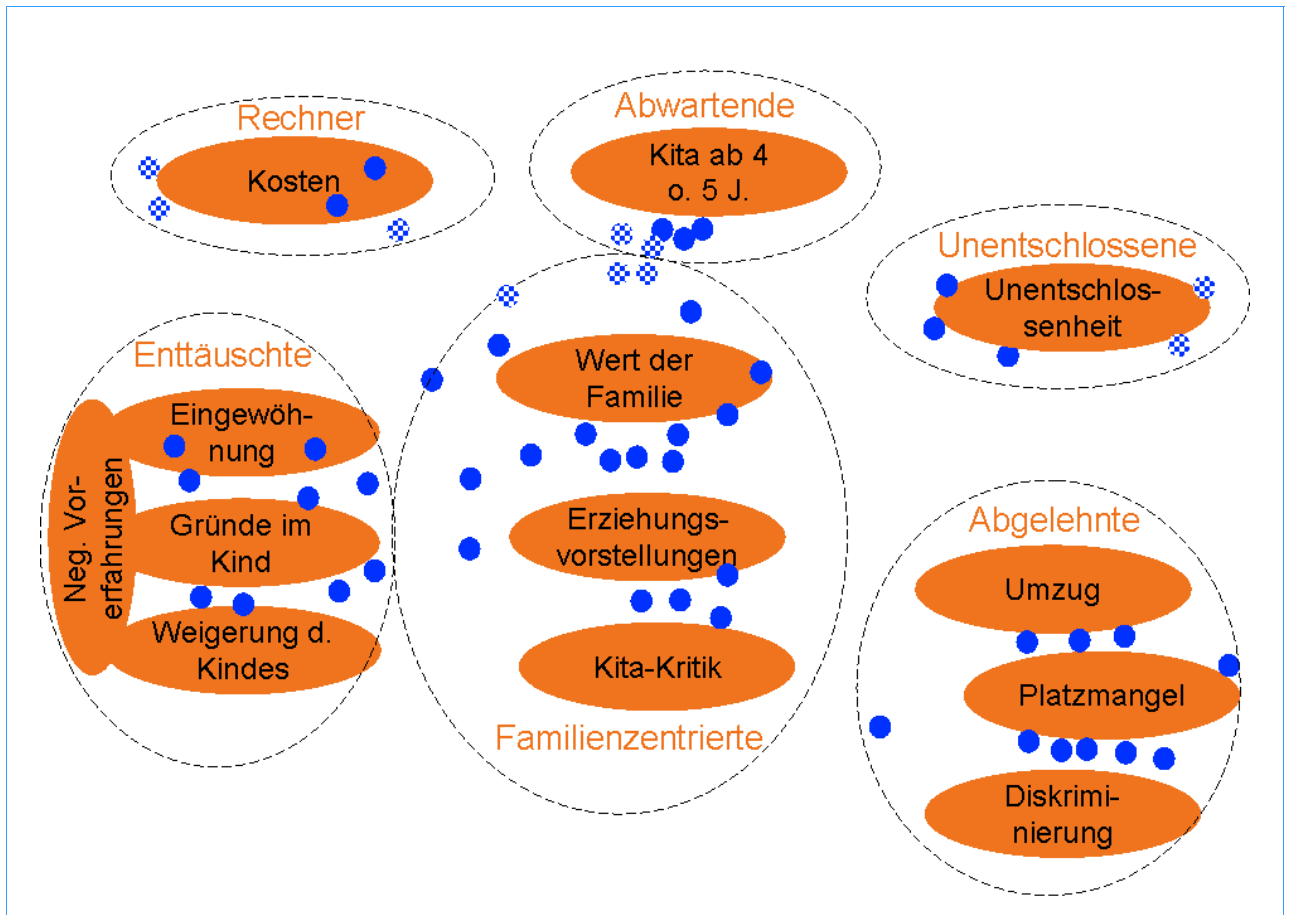 Rechner
Kosten
Abwartende
Kita ab 4
o. 5 J.
Unentschlossene
Unentschlos-
senheit
Enttäuschte
Neg. Vor-
erfahrungen
Eingewöh-
nung
Gründe im
Kind
Weigerung d.
Kindes
Wert der
Familie
Erziehungs-
vorstellungen
Kita-Kritik
Familienzentrierte
Abgelehnte
Umzug
Platzmangel
Diskrimi-
nierung